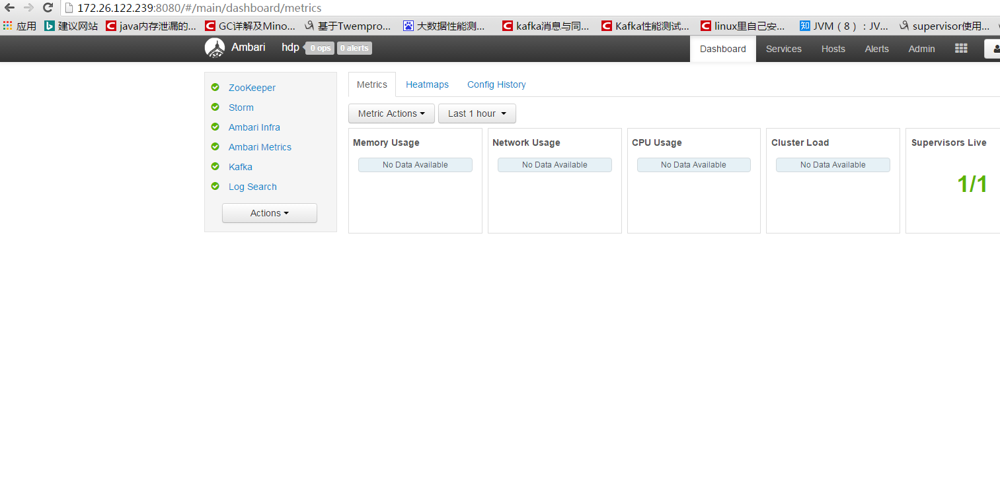 172.26.122.239:8080/#/main/dashboard/metrics
应用 建议网站 java内存泄漏的... GC详解及Mino... 基于Twempro... 大数据性能测... kafka消息与同... Kafka性能测试... linux里自己安... JVM（8）：JV... supervisor使用...
Ambari hdp 0 ops 0 alerts Dashboard Services Hosts Alerts Admin
ZooKeeper
Storm
Ambari Infra
Ambari Metrics
Kafka
Log Search
Actions
Metrics Heatmaps Config History
Metric Actions Last 1 hour
Memory Usage Network Usage CPU Usage Cluster Load Supervisors Live
No Data Available No Data Available No Data Available No Data Available
1/1